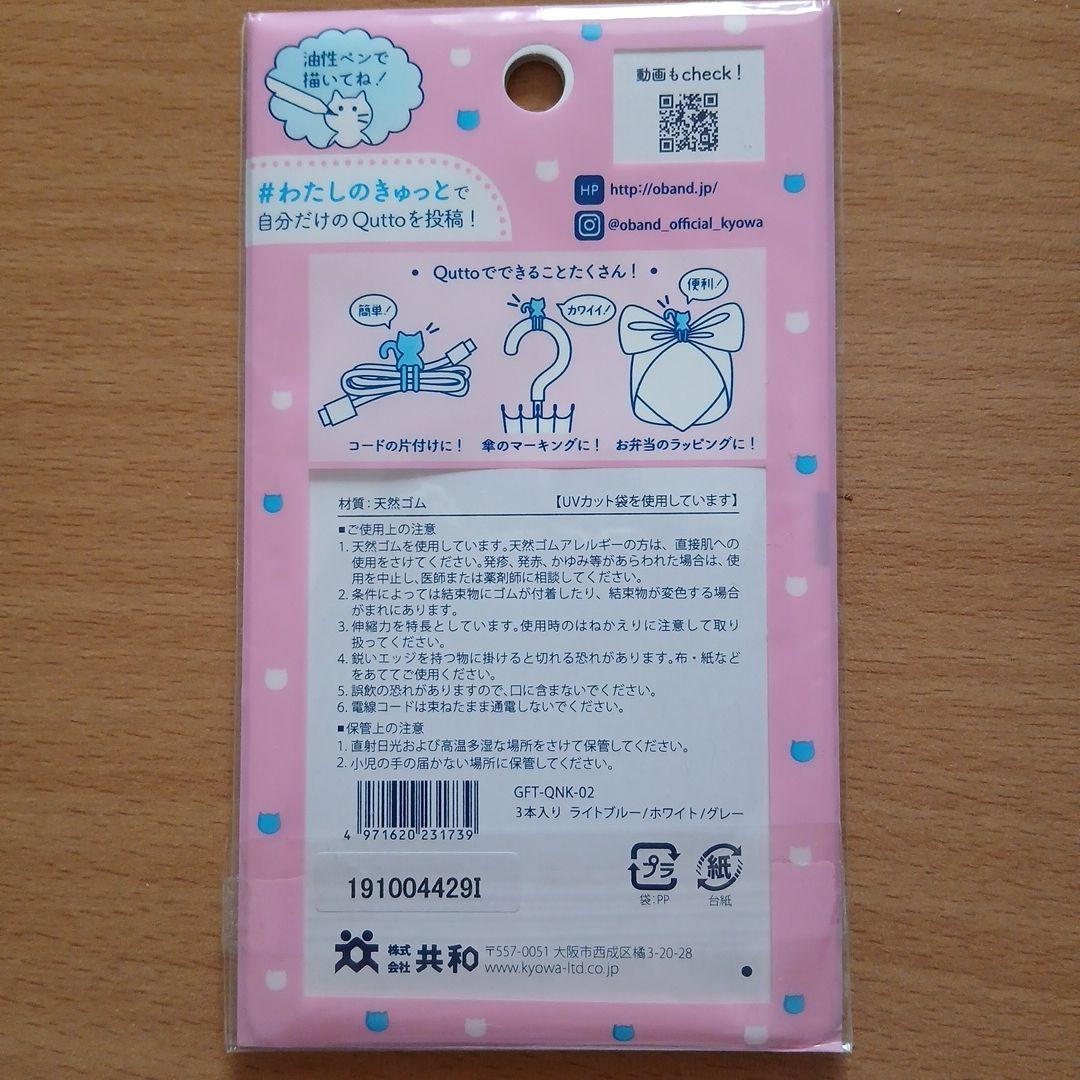 油性ペンで
描いてね！
動画もcheck！
#わたしのきゅっとで
自分だけのQuttoを投稿！
HP http://oband.jp/
@oband_official_kyowa
• Quttoでできることたくさん！ •
簡単！
カワイイ！
便利！
コードの片付けに！
傘のマーキングに！
お弁当のラッピングに！
材質：天然ゴム 【UVカット袋を使用しています】
■ご使用上の注意
1. 天然ゴムを使用しています。天然ゴムアレルギーの方は、直接肌への
使用をさけてください。発疹、発赤、かゆみ等があらわれた場合は、使
用を中止し、医師または薬剤師に相談してください。
2. 条件によっては結束物にゴムが付着したり、結束物が変色する場合
がまれにあります。
3. 伸縮力を特長としています。使用時のはねかえりに注意して取り
扱ってください。
4. 鋭いエッジを持つ物に掛けると切れる恐れがあります。布・紙など
をあててご使用ください。
5. 誤飲の恐れがありますので、口に含まないでください。
6. 電線コードは束ねたまま通電しないでください。
■保管上の注意
1. 直射日光および高温多湿な場所をさけて保管してください。
2. 小児の手の届かない場所に保管してください。
GFT-QNK-02
3本入り ライトブルー/ホワイト/グレー
4 971620 231739
プラ
袋：PP
紙
台紙
191004429I
株式会社 共和
〒557-0051 大阪市西成区橘3-20-28
www.kyowa-ltd.co.jp